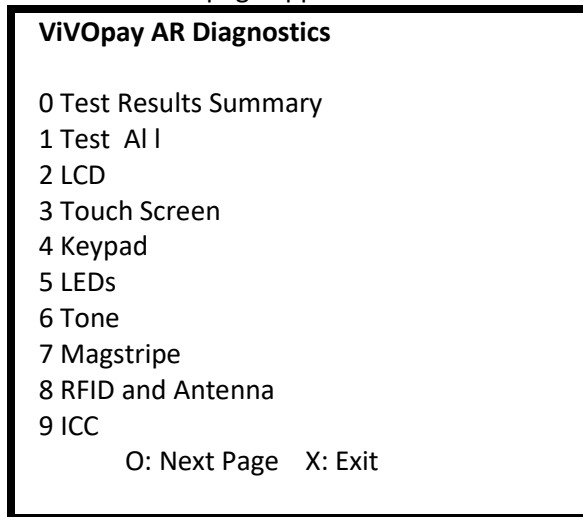 ViVOpay AR Diagnostics
0 Test Results Summary
1 Test Al l
2 LCD
3 Touch Screen
4 Keypad
5 LEDs
6 Tone
7 Magstripe
8 RFID and Antenna
9 ICC
O: Next Page X: Exit